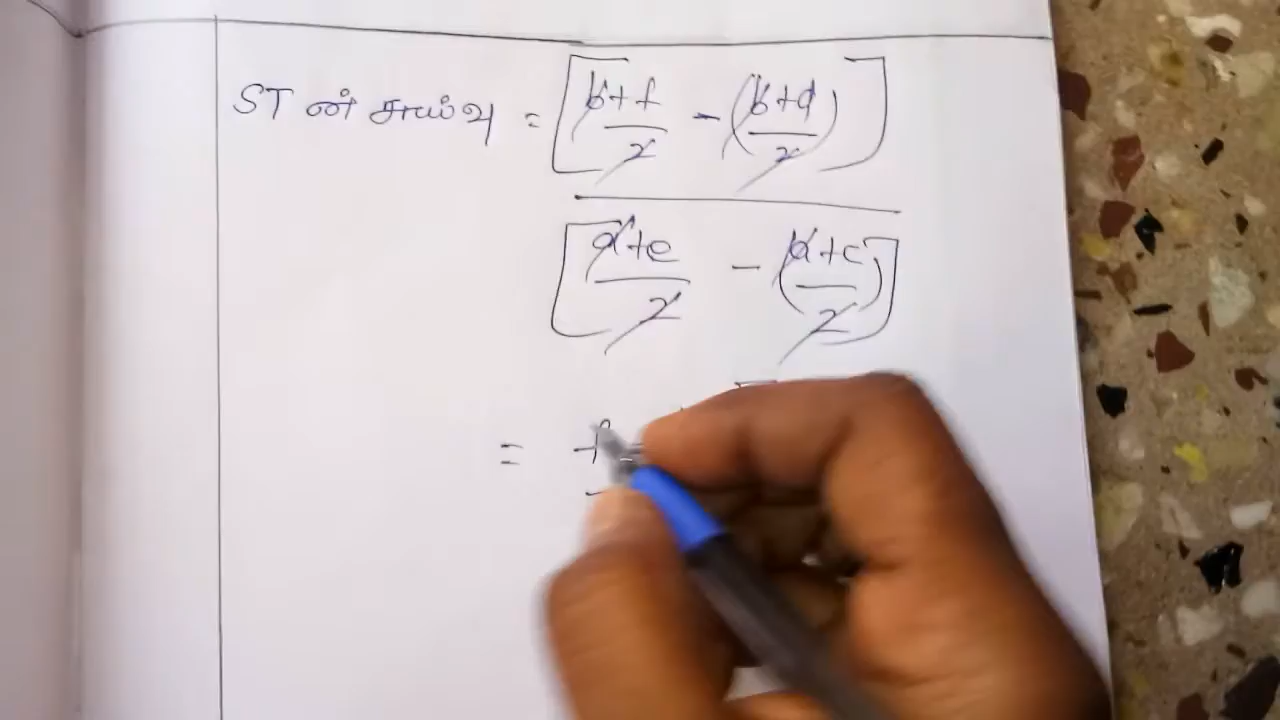 ST ன் சாய்வு = [b+f/2 - (b+d/2)]
[a+e/2 - (a+c/2)]
= f